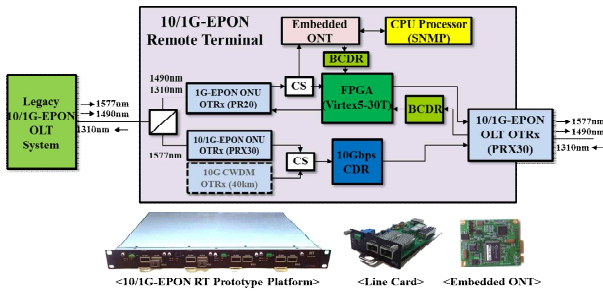 10/1G-EPON
Remote Terminal
Embedded
ONT
CPU Processor
(SNMP)
BCDR
Legacy
10/1G-EPON
OLT
System
1577nm
1490nm
1310nm
1490nm
1310nm
1577nm
1G-EPON ONU
OTRx (PR20)
CS
FPGA
(Virtex5-30T)
BCDR
10/1G-EPON ONU
OTRx (PRX30)
10G CWDM
OTRx (40km)
CS
10Gbps
CDR
10/1G-EPON
OLT OTRx
(PRX30)
1577nm
1490nm
1310nm
<10/1G-EPON RT Prototype Platform>
<Line Card>
<Embedded ONT>